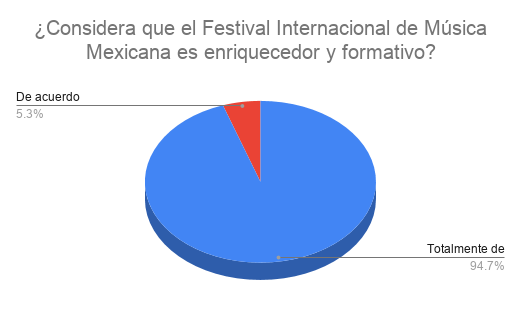 ¿Considera que el Festival Internacional de Música
Mexicana es enriquecedor y formativo?
De acuerdo
5.3%
Totalmente de
94.7%